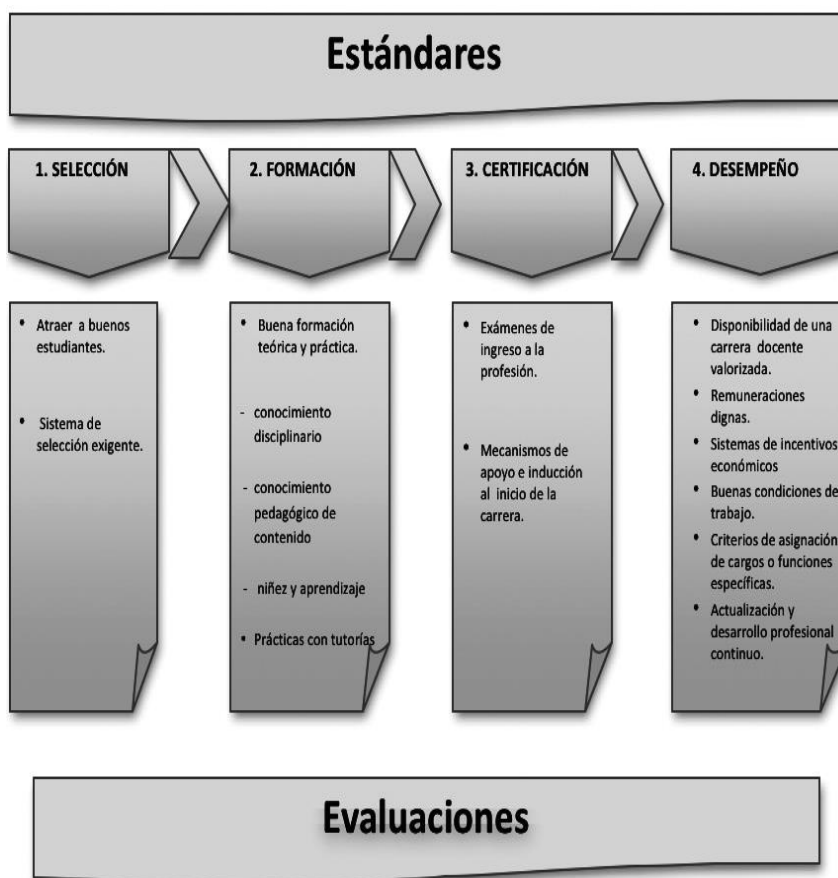 Estándares
1. SELECCIÓN
2. FORMACIÓN
3. CERTIFICACIÓN
4. DESEMPEÑO
• Atraer a buenos
estudiantes.
• Sistema de
selección exigente.
• Buena formación
teórica y práctica.
- conocimiento
disciplinario
- conocimiento
pedagógico de
contenido
- niñez y aprendizaje
• Prácticas con tutorías
• Exámenes de
ingreso a la
profesión.
• Mecanismos de
apoyo e inducción
al inicio de la
carrera.
• Disponibilidad de una
carrera docente
valorizada.
• Remuneraciones
dignas.
• Sistemas de incentivos
económicos
• Buenas condiciones de
trabajo.
• Criterios de asignación
de cargos o funciones
específicas.
• Actualización y
desarrollo profesional
continuo.
Evaluaciones